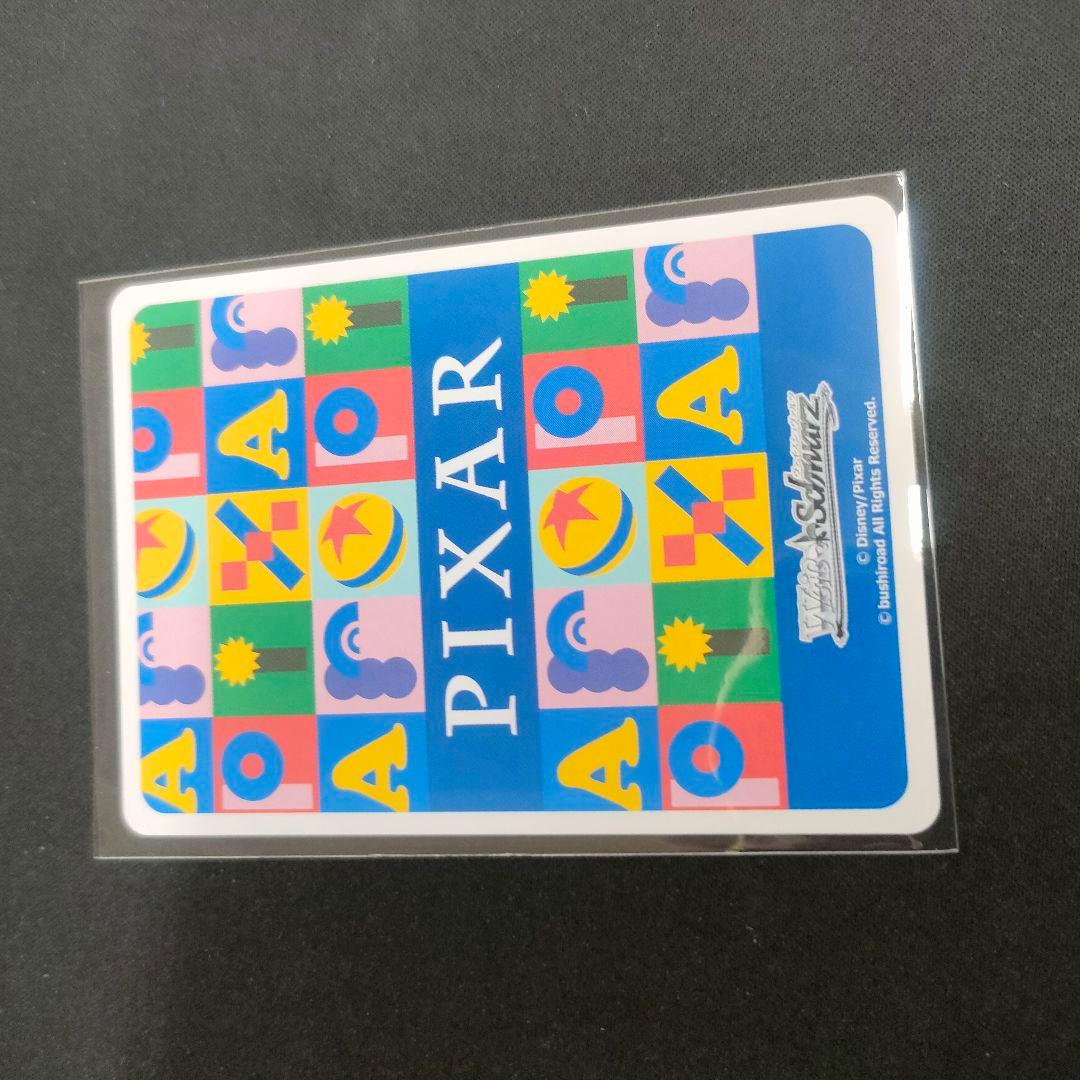 PIXAR
Weiẞ Schwarz
© Disney/Pixar
© bushiroad All Rights Reserved.